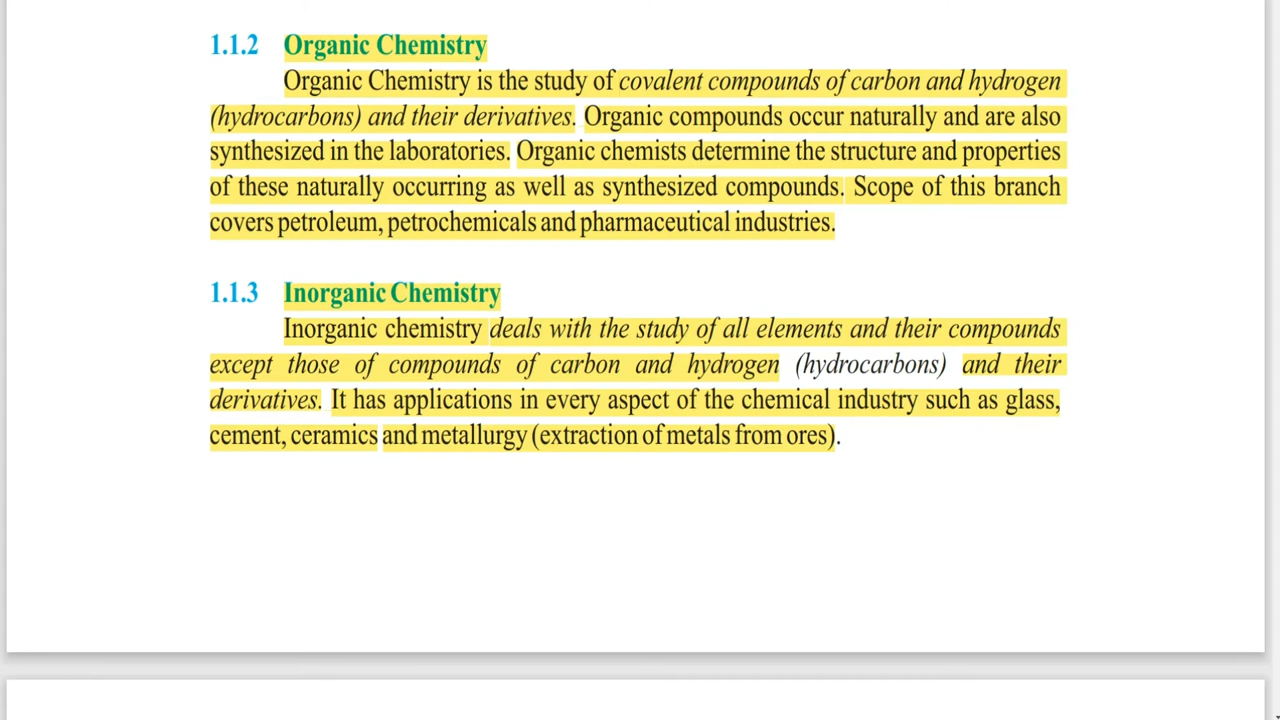 1.1.2 Organic Chemistry
Organic Chemistry is the study of covalent compounds of carbon and hydrogen
(hydrocarbons) and their derivatives. Organic compounds occur naturally and are also
synthesized in the laboratories. Organic chemists determine the structure and properties
of these naturally occurring as well as synthesized compounds. Scope of this branch
covers petroleum, petrochemicals and pharmaceutical industries.
1.1.3 Inorganic Chemistry
Inorganic chemistry deals with the study of all elements and their compounds
except those of compounds of carbon and hydrogen (hydrocarbons) and their
derivatives. It has applications in every aspect of the chemical industry such as glass,
cement, ceramics and metallurgy (extraction of metals from ores).